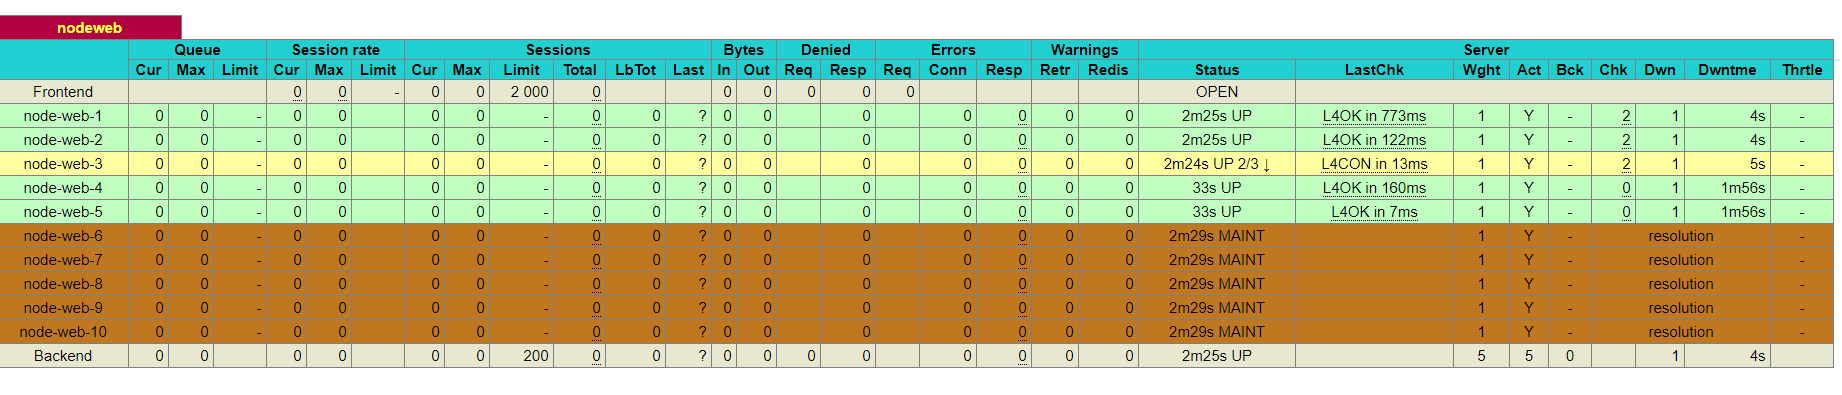 nodeweb
Queue Session rate Sessions Bytes Denied Errors Warnings Server
Cur Max Limit Cur Max Limit Cur Max Limit Total LbTot Last In Out Req Resp Req Conn Resp Retr Redis Status LastChk Wght Act Bck Chk Dwn Dwntme Thrtle
Frontend 0 0 - 0 0 2 000 0 0 0 0 0 0 OPEN
node-web-1 0 0 - 0 0 0 0 - 0 0 ? 0 0 0 0 0 0 0 2m25s UP L4OK in 773ms 1 Y - 2 1 4s -
node-web-2 0 0 - 0 0 0 0 - 0 0 ? 0 0 0 0 0 0 0 2m25s UP L4OK in 122ms 1 Y - 2 1 4s -
node-web-3 0 0 - 0 0 0 0 - 0 0 ? 0 0 0 0 0 0 0 2m24s UP 2/3 ↓ L4CON in 13ms 1 Y - 2 1 5s -
node-web-4 0 0 - 0 0 0 0 - 0 0 ? 0 0 0 0 0 0 0 33s UP L4OK in 160ms 1 Y - 0 1 1m56s -
node-web-5 0 0 - 0 0 0 0 - 0 0 ? 0 0 0 0 0 0 0 33s UP L4OK in 7ms 1 Y - 0 1 1m56s -
node-web-6 0 0 - 0 0 0 0 - 0 0 ? 0 0 0 0 0 0 0 2m29s MAINT 1 Y - resolution -
node-web-7 0 0 - 0 0 0 0 - 0 0 ? 0 0 0 0 0 0 0 2m29s MAINT 1 Y - resolution -
node-web-8 0 0 - 0 0 0 0 - 0 0 ? 0 0 0 0 0 0 0 2m29s MAINT 1 Y - resolution -
node-web-9 0 0 - 0 0 0 0 - 0 0 ? 0 0 0 0 0 0 0 2m29s MAINT 1 Y - resolution -
node-web-10 0 0 - 0 0 0 0 - 0 0 ? 0 0 0 0 0 0 0 2m29s MAINT 1 Y - resolution -
Backend 0 0 0 0 0 0 200 0 0 ? 0 0 0 0 0 0 0 0 2m25s UP 5 5 0 1 4s